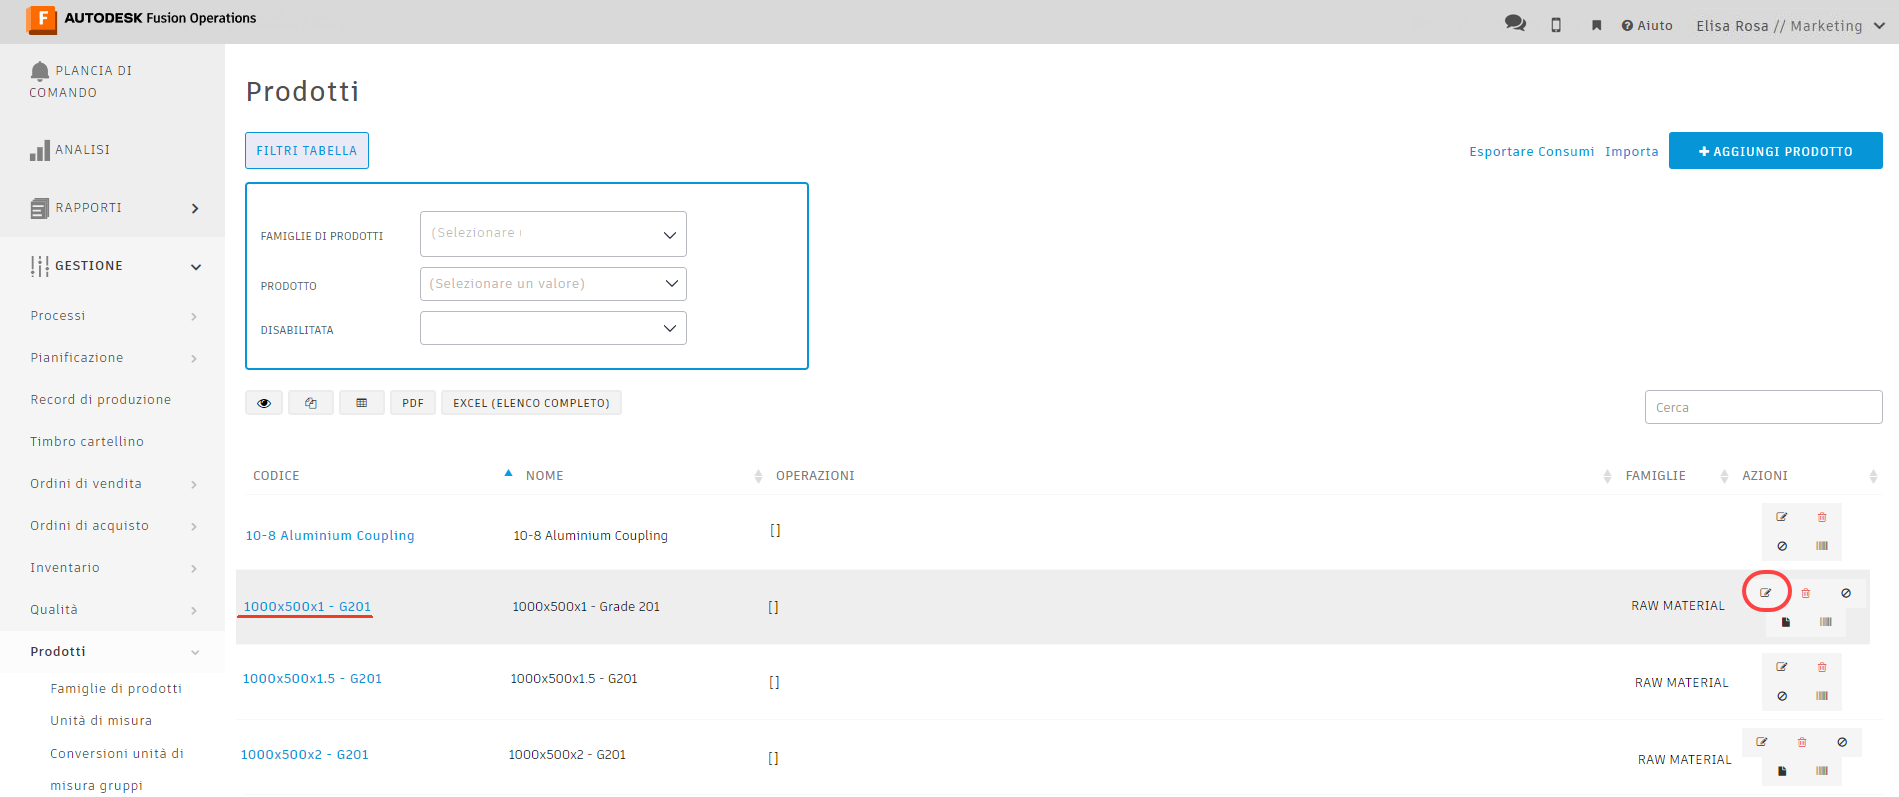 F AUTODESK Fusion Operations
Aiuto
Elisa Rosa // Marketing
PLANCIA DI
COMANDO
ANALISI
RAPPORTI
GESTIONE
Processi
Pianificazione
Record di produzione
Timbro cartellino
Ordini di vendita
Ordini di acquisto
Inventario
Qualità
Prodotti
Famiglie di prodotti
Unità di misura
Conversioni unità di
misura gruppi
Prodotti
FILTRI TABELLA
Esportare Consumi Importa + AGGIUNGI PRODOTTO
FAMIGLIE DI PRODOTTI (Selezionare
PRODOTTO (Selezionare un valore)
DISABILITATA
PDF EXCEL (ELENCO COMPLETO)
Cerca
CODICE NOME OPERAZIONI FAMIGLIE AZIONI
10-8 Aluminium Coupling 10-8 Aluminium Coupling []
1000x500x1 - G201 1000x500x1 - Grade 201 [] RAW MATERIAL
1000x500x1.5 - G201 1000x500x1.5 - G201 [] RAW MATERIAL
1000x500x2 - G201 1000x500x2 - G201 [] RAW MATERIAL